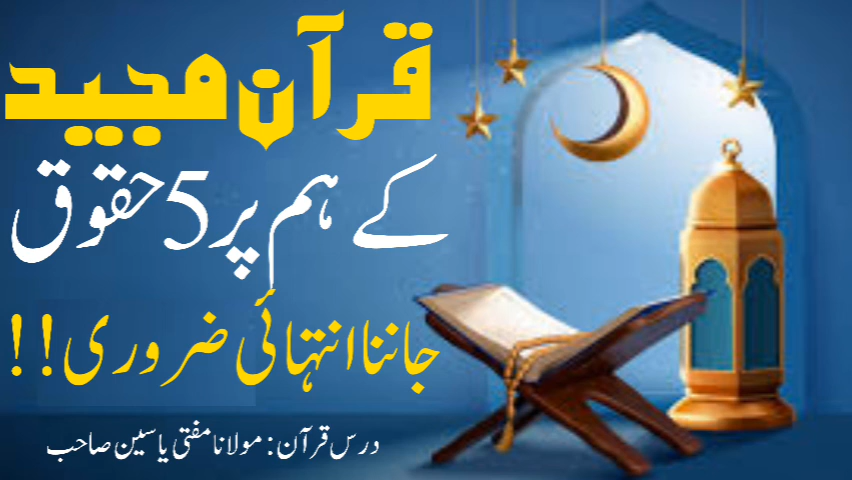 قرآن مجید
کے ہم پر 5 حقوق
جاننا انتہائی ضروری!!
درس قرآن: مولانا مفتی یاسین صاحب